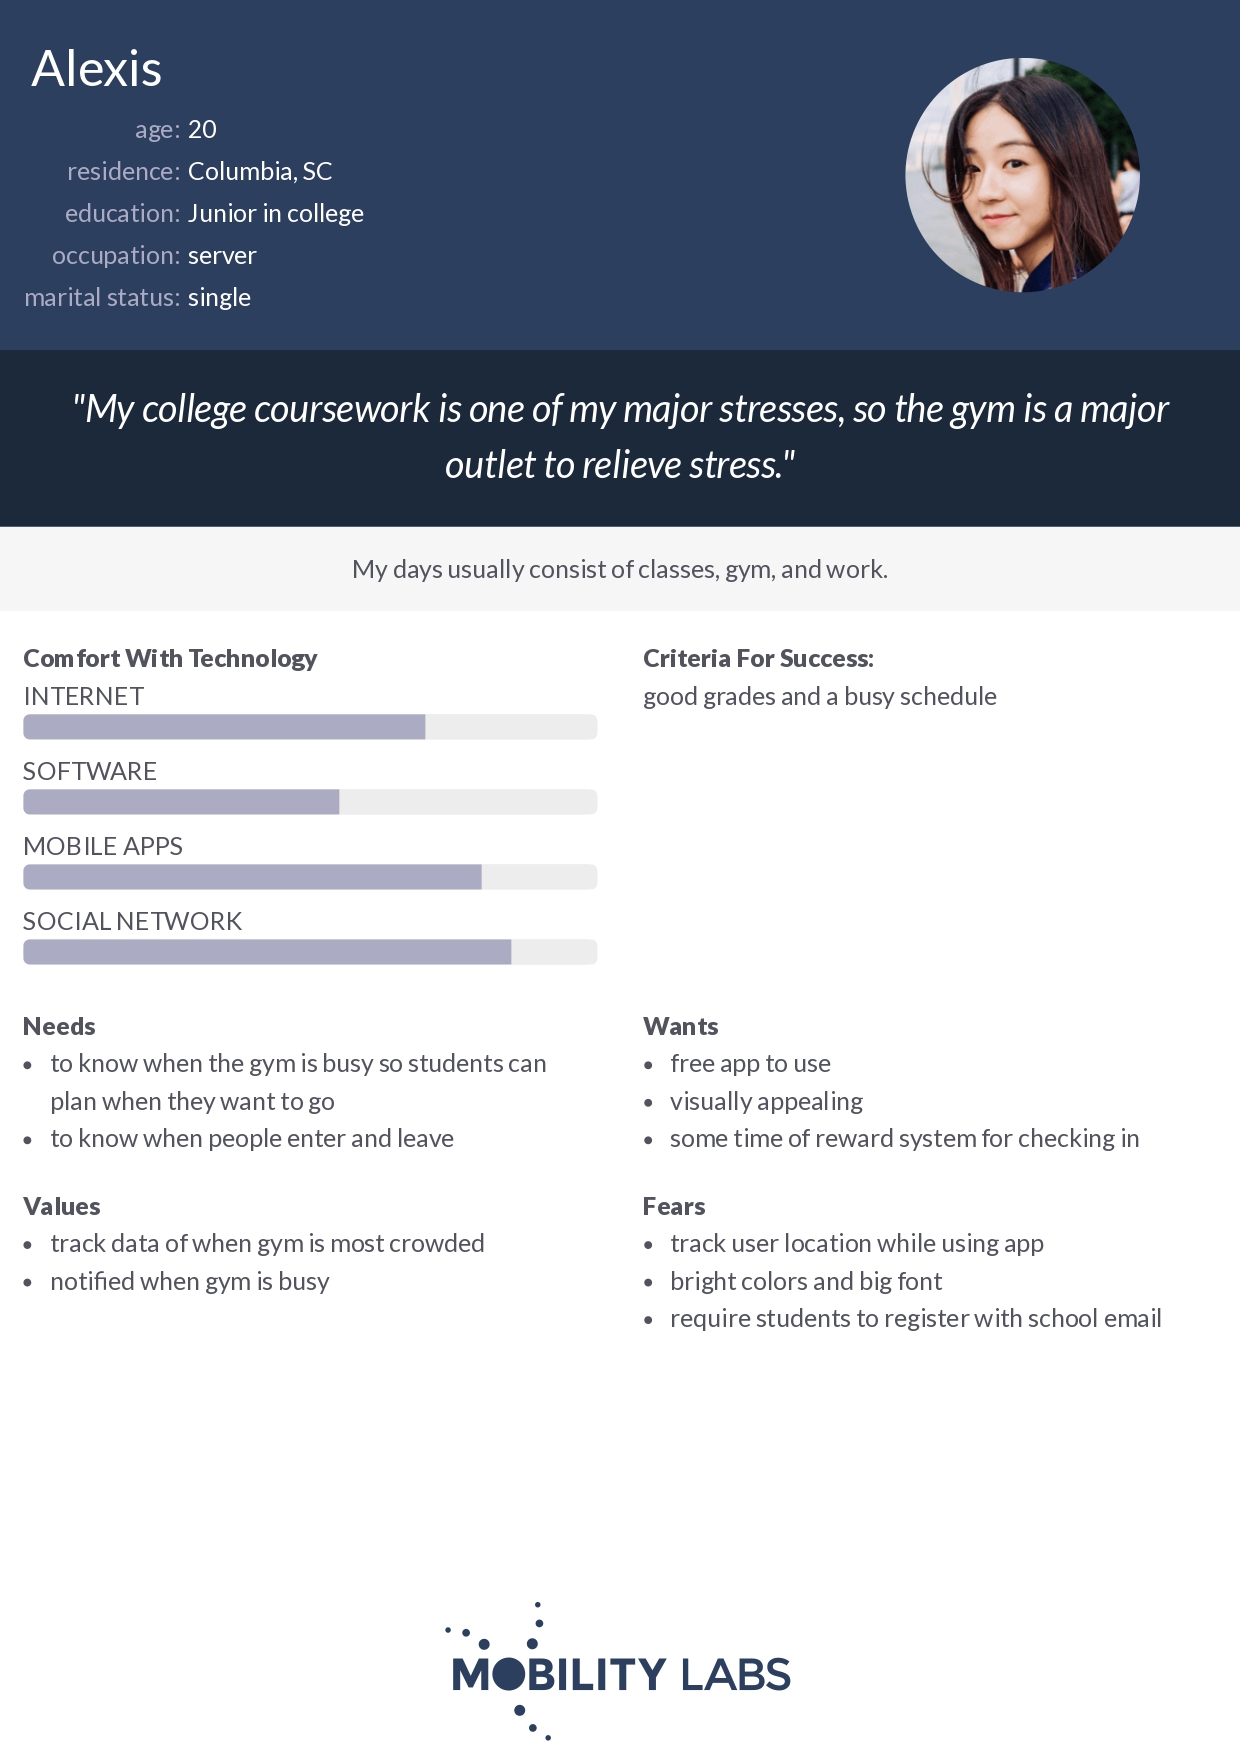 Alexis
age: 20
residence: Columbia, SC
education: Junior in college
occupation: server
marital status: single
"My college coursework is one of my major stresses, so the gym is a major
outlet to relieve stress."
My days usually consist of classes, gym, and work.
Comfort With Technology
INTERNET
SOFTWARE
MOBILE APPS
SOCIAL NETWORK
Criteria For Success:
good grades and a busy schedule
Needs
• to know when the gym is busy so students can
plan when they want to go
• to know when people enter and leave
Wants
• free app to use
• visually appealing
• some time of reward system for checking in
Values
• track data of when gym is most crowded
• notified when gym is busy
Fears
• track user location while using app
• bright colors and big font
• require students to register with school email
MOBILITY LABS